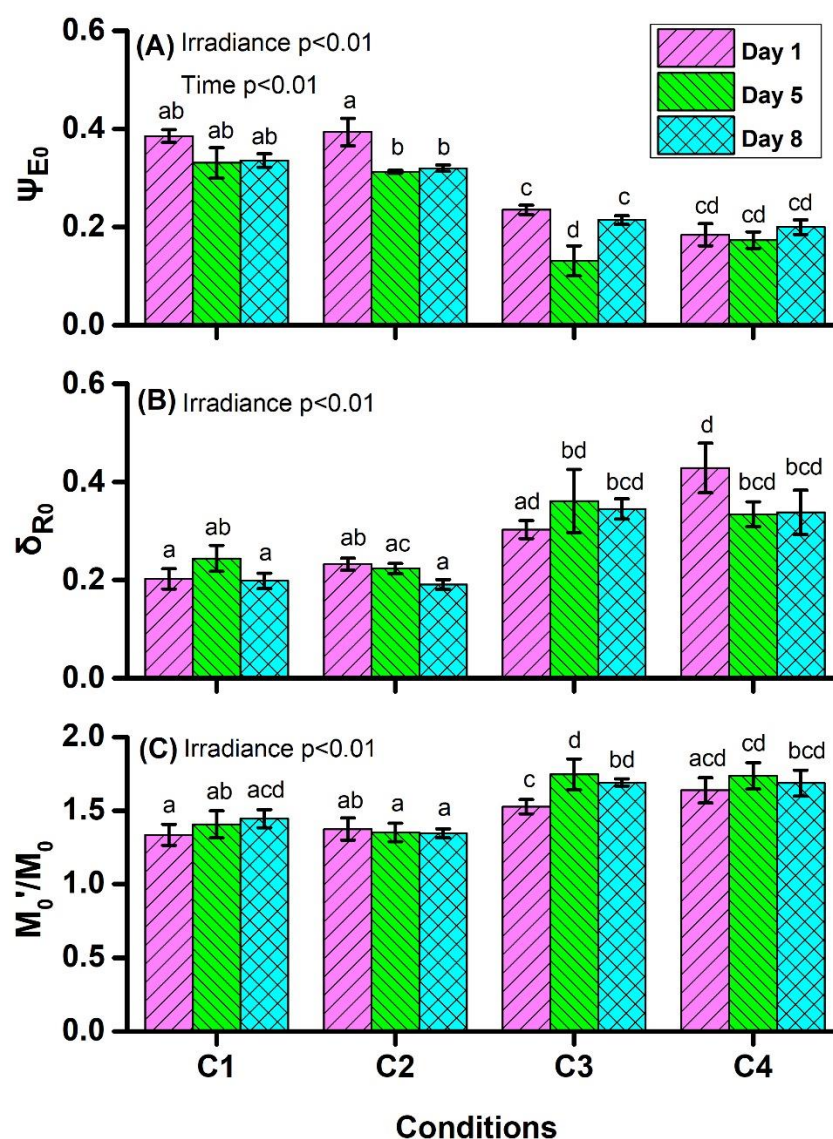 0.6
(A) Irradiance p<0.01
Time p<0.01
Day 1
Day 5
Day 8
ab ab ab a b b c d c cd cd cd
0.4
0.2
0.0
ΨE0
0.6
(B) Irradiance p<0.01
a ab a ab ac a ad bd bcd d bcd bcd
0.4
0.2
0.0
δR0
2.0
(C) Irradiance p<0.01
a ab acd ab a a c d bd acd cd bcd
1.5
1.0
0.5
0.0
M0'/M0
C1 C2 C3 C4
Conditions